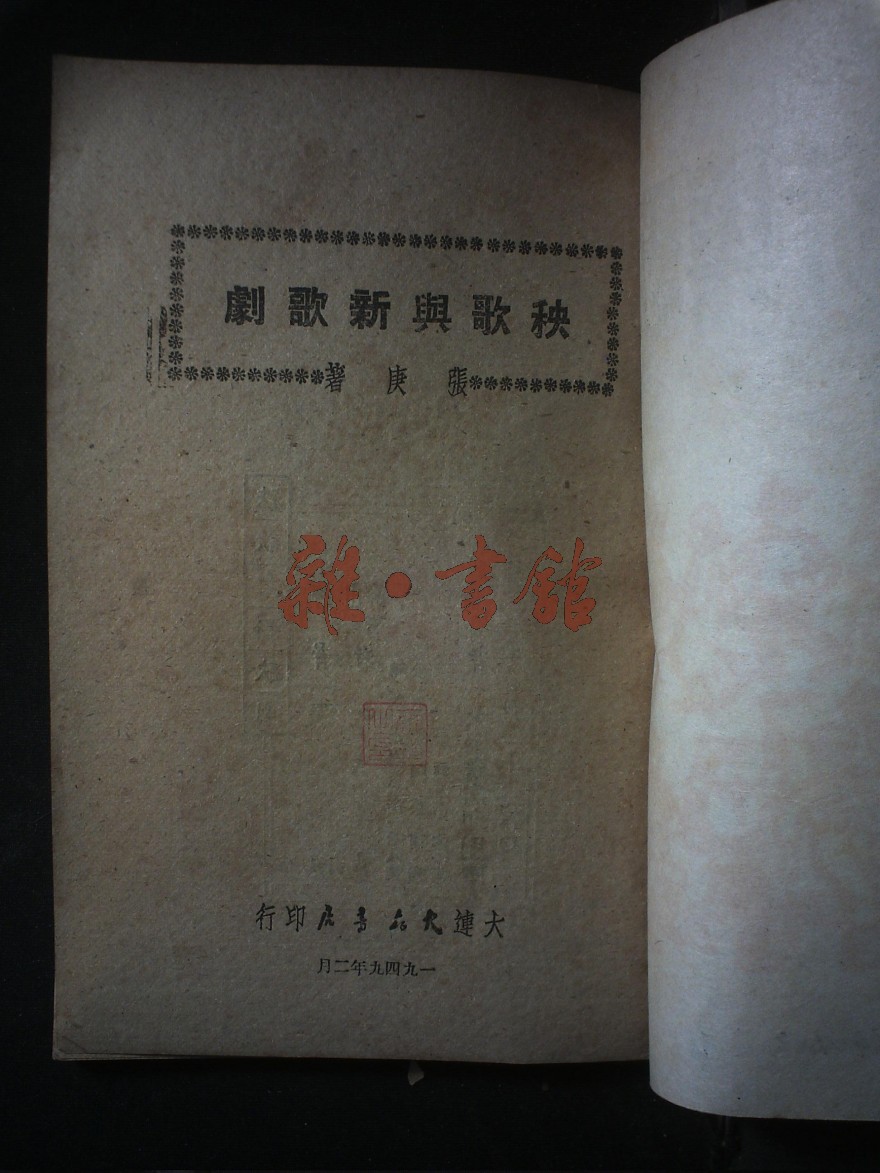 秧歌與新歌劇
張庚著
雜·書館
大連大众書店印行
一九四九年二月